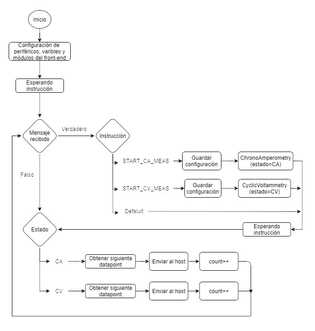 Inicio
Configuración de
periféricos, varibles y
módulos del front-end
Esperando
instrucción
Mensaje
recibido
Verdadero
Instrucción
Falso
START_CA_MEAS
Guardar
configuración
ChronoAmperometry
(estado=CA)
START_CV_MEAS
Guardar
configuración
CyclicVoltammetry
(estado=CV)
Default
Esperando
instrucción
Estado
CA
Obtener siguiente
datapoint
Enviar al host
count++
CV
Obtener siguiente
datapoint
Enviar al host
count++